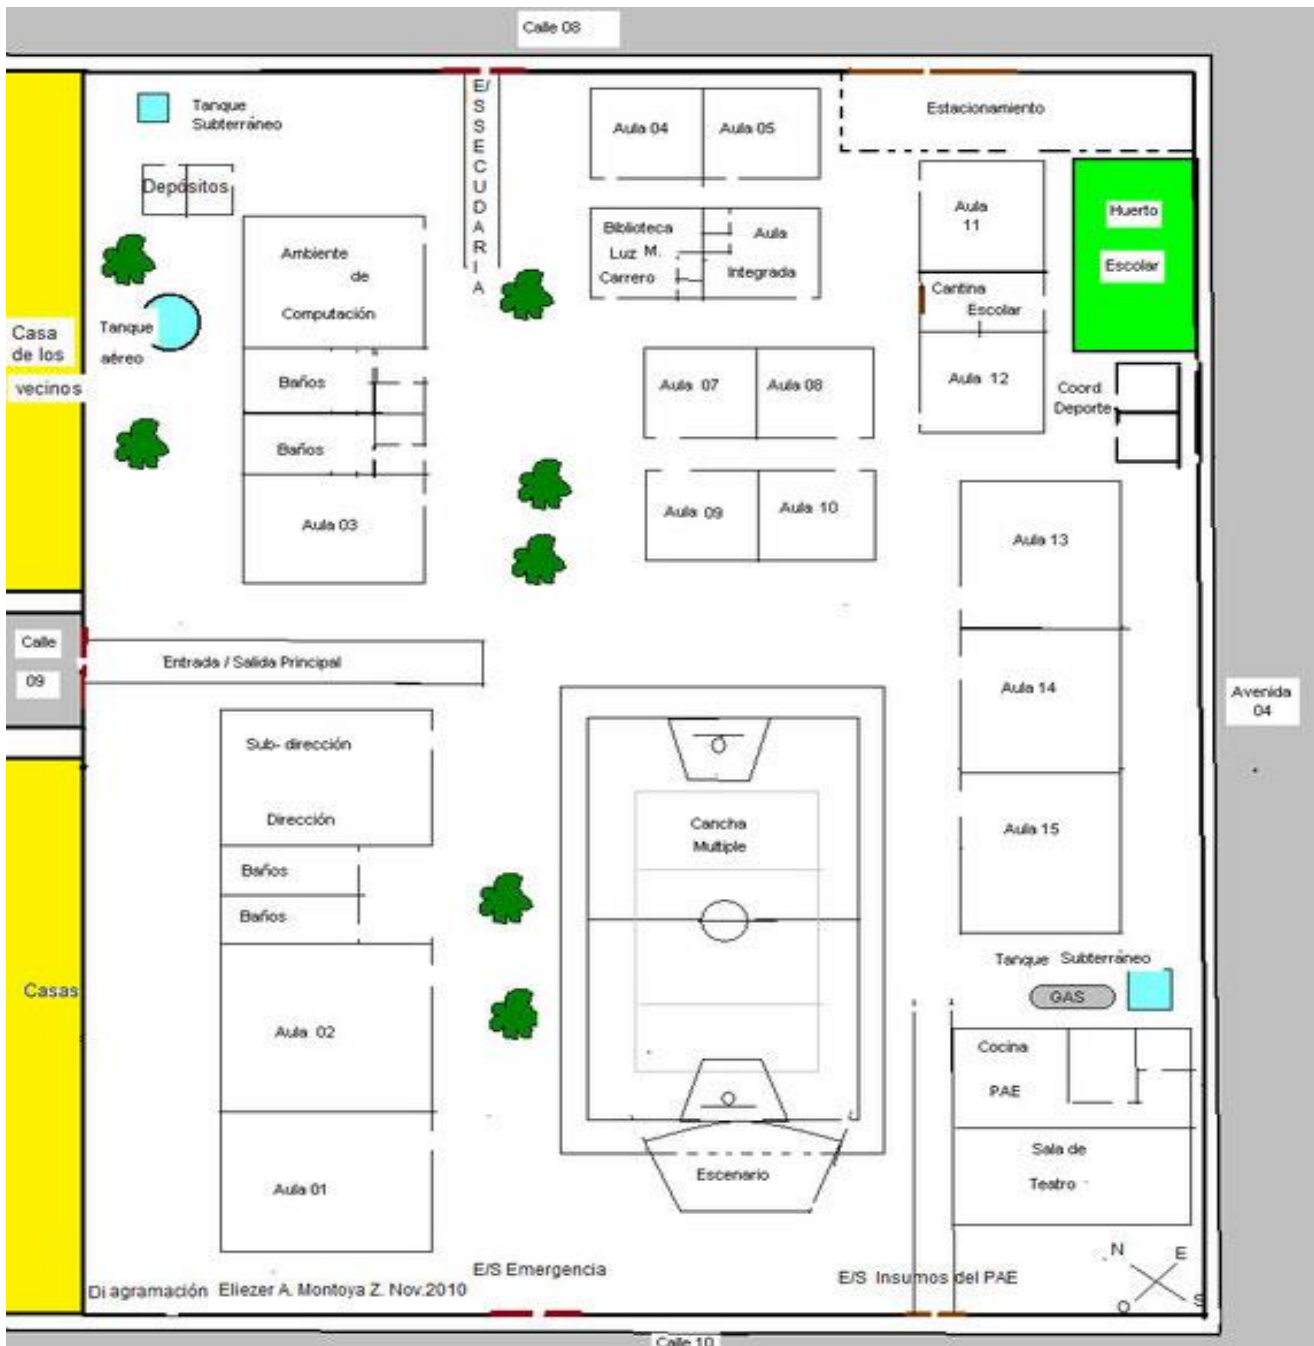 Calle 08
Tanque
Subterráneo
E/
S
S
E
C
U
D
A
R
I
A
Aula 04
Aula 05
Estacionamiento
Depósitos
Aula
11
Huerto
Escolar
Biblioteca
Luz M.
Carrero
Aula
Integrada
Ambiente
de
Computación
Cantina
Escolar
Tanque
aéreo
Casa
de los
vecinos
Baños
Aula 07
Aula 08
Aula 12
Coord
Deporte
Baños
Aula 03
Aula 09
Aula 10
Aula 13
Calle
09
Entrada / Salida Principal
Aula 14
Avenida
04
Sub- dirección
Dirección
Cancha
Multiple
Aula 15
Baños
Baños
Tanque Subterráneo
GAS
Casas
Aula 02
Cocina
PAE
Sala de
Teatro
Aula 01
Escenario
N
E
O
S
E/S Emergencia
E/S Insumos del PAE
Di agramación Eliezer A. Montoya Z. Nov.2010
Calle 10